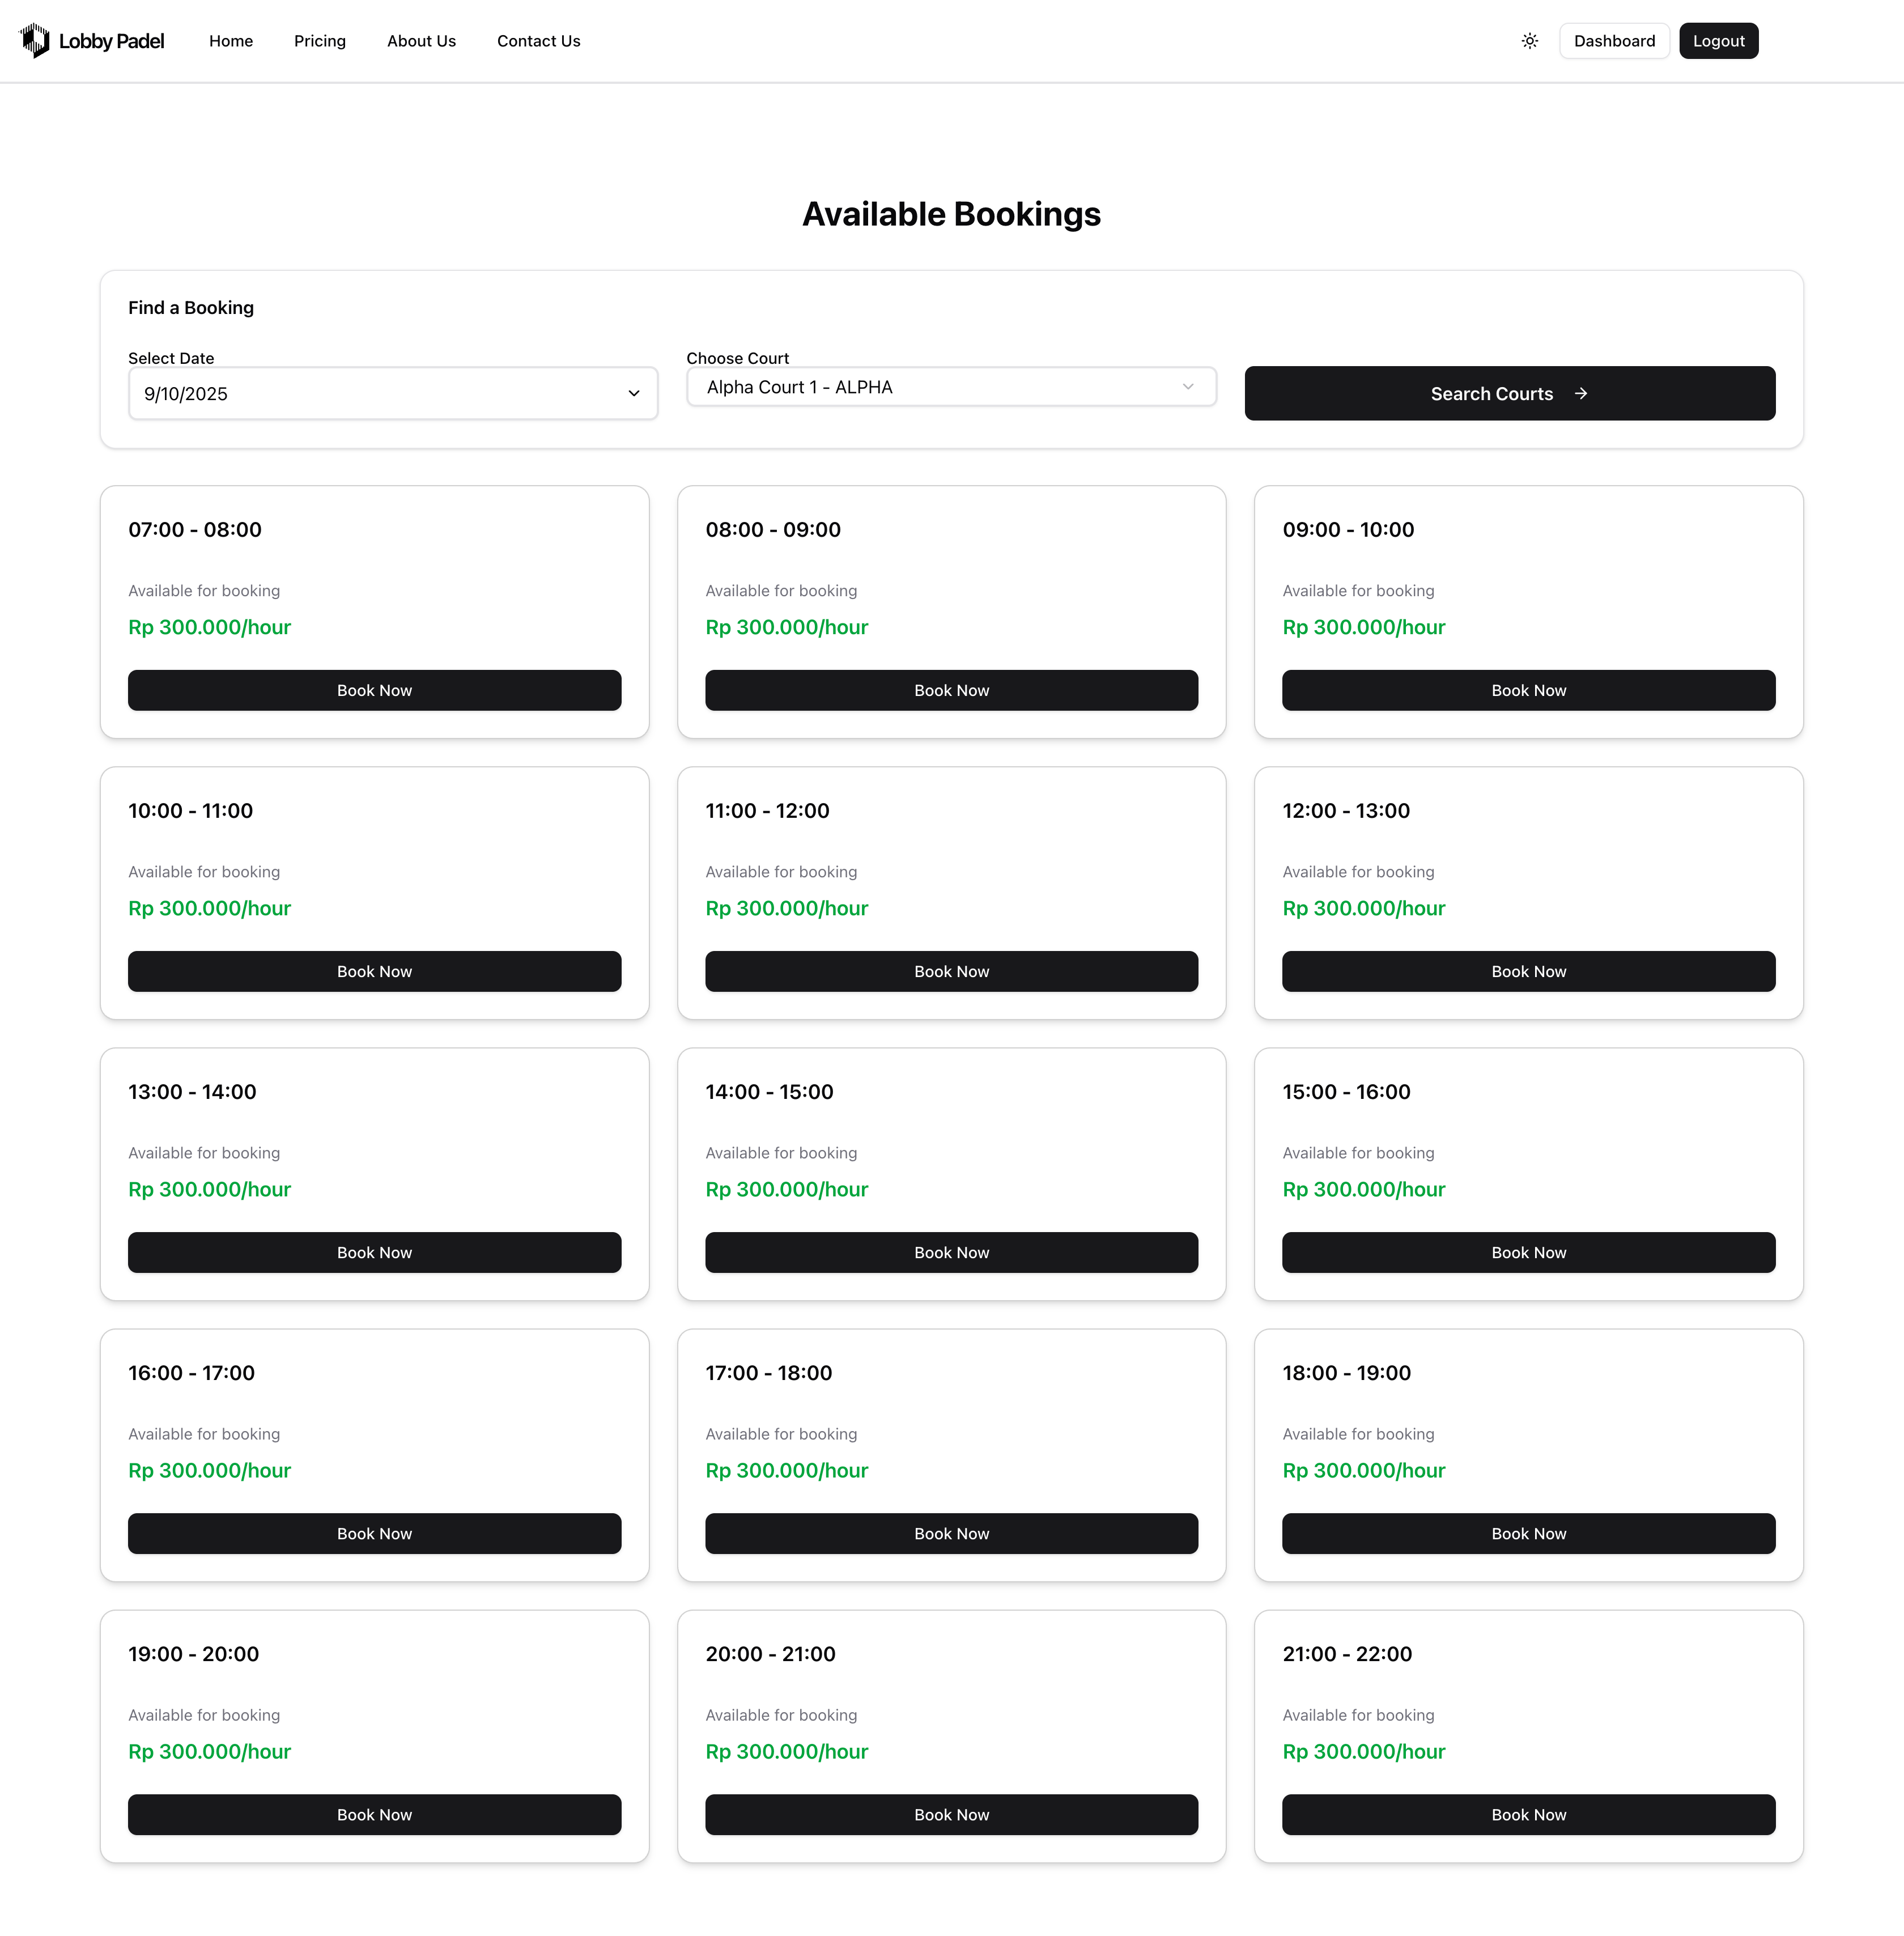 Lobby Padel Home Pricing About Us Contact Us Dashboard Logout
Available Bookings
Find a Booking
Select Date Choose Court
9/10/2025 Alpha Court 1 - ALPHA Search Courts
07:00 - 08:00 08:00 - 09:00 09:00 - 10:00
Available for booking Available for booking Available for booking
Rp 300.000/hour Rp 300.000/hour Rp 300.000/hour
Book Now Book Now Book Now
10:00 - 11:00 11:00 - 12:00 12:00 - 13:00
Available for booking Available for booking Available for booking
Rp 300.000/hour Rp 300.000/hour Rp 300.000/hour
Book Now Book Now Book Now
13:00 - 14:00 14:00 - 15:00 15:00 - 16:00
Available for booking Available for booking Available for booking
Rp 300.000/hour Rp 300.000/hour Rp 300.000/hour
Book Now Book Now Book Now
16:00 - 17:00 17:00 - 18:00 18:00 - 19:00
Available for booking Available for booking Available for booking
Rp 300.000/hour Rp 300.000/hour Rp 300.000/hour
Book Now Book Now Book Now
19:00 - 20:00 20:00 - 21:00 21:00 - 22:00
Available for booking Available for booking Available for booking
Rp 300.000/hour Rp 300.000/hour Rp 300.000/hour
Book Now Book Now Book Now